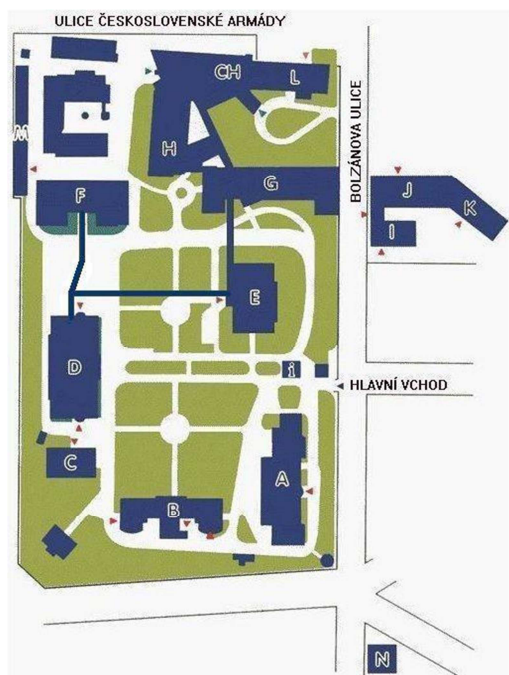 ULICE ČESKOSLOVENSKÉ ARMÁDY
CH
L
M
H
BOLZÁNOVA ULICE
F
G
J
K
I
E
i
D
HLAVNÍ VCHOD
C
A
B
N